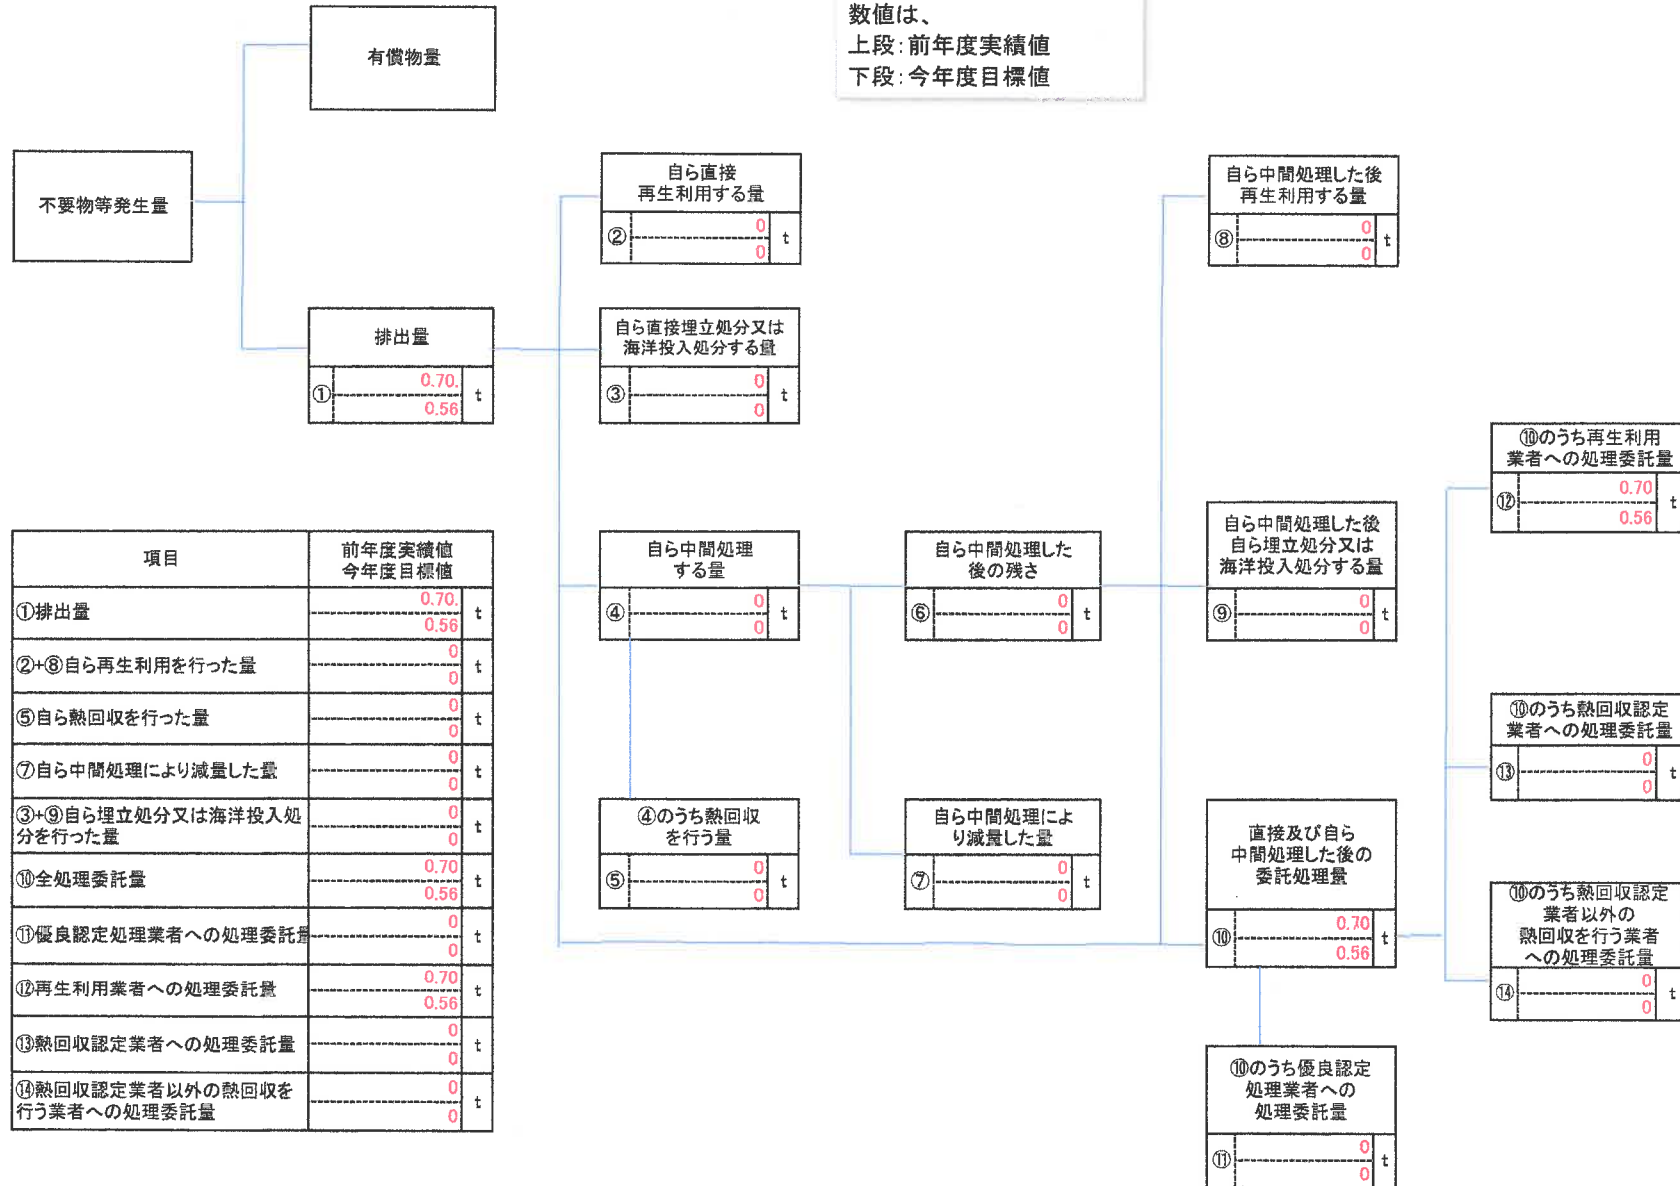 数値は、
上段:前年度実績値
下段:今年度目標値
有償物量
不要物等発生量
排出量
①
0.70.
0.56
t
自ら直接
再生利用する量
②
0
0
t
自ら直接埋立処分又は
海洋投入処分する量
③
0
0
t
自ら中間処理
する量
④
0
0
t
④のうち熱回収
を行う量
⑤
0
0
t
自ら中間処理した
後の残さ
⑥
0
0
t
自ら中間処理によ
り減量した量
⑦
0
0
t
自ら中間処理した後
再生利用する量
⑧
0
0
t
自ら中間処理した後
自ら埋立処分又は
海洋投入処分する量
⑨
0
0
t
直接及び自ら
中間処理した後の
委託処理量
⑩
0.70
0.56
t
⑩のうち優良認定
処理業者への
処理委託量
⑪
0
0
t
⑩のうち再生利用
業者への処理委託量
⑫
0.70
0.56
t
⑩のうち熱回収認定
業者への処理委託量
⑬
0
0
t
⑩のうち熱回収認定
業者以外の
熱回収を行う業者
への処理委託量
⑭
0
0
t
項目
前年度実績値
今年度目標値
①排出量
0.70.
0.56
t
②+⑧自ら再生利用を行った量
0
0
t
⑤自ら熱回収を行った量
0
0
t
⑦自ら中間処理により減量した量
0
0
t
③+⑨自ら埋立処分又は海洋投入処
分を行った量
0
0
t
⑩全処理委託量
0.70
0.56
t
⑪優良認定処理業者への処理委託量
0
0
t
⑫再生利用業者への処理委託量
0.70
0.56
t
⑬熱回収認定業者への処理委託量
0
0
t
⑭熱回収認定業者以外の熱回収を
行う業者への処理委託量
0
0
t